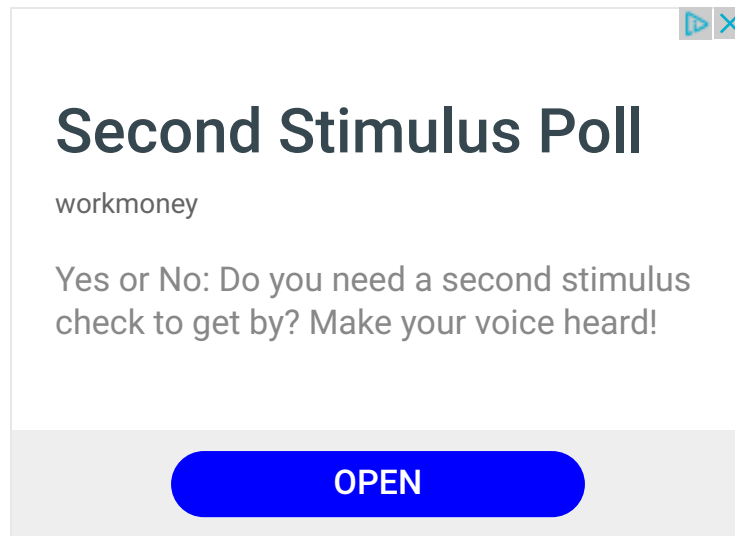 Second Stimulus Poll
workmoney
Yes or No: Do you need a second stimulus
check to get by? Make your voice heard!
OPEN